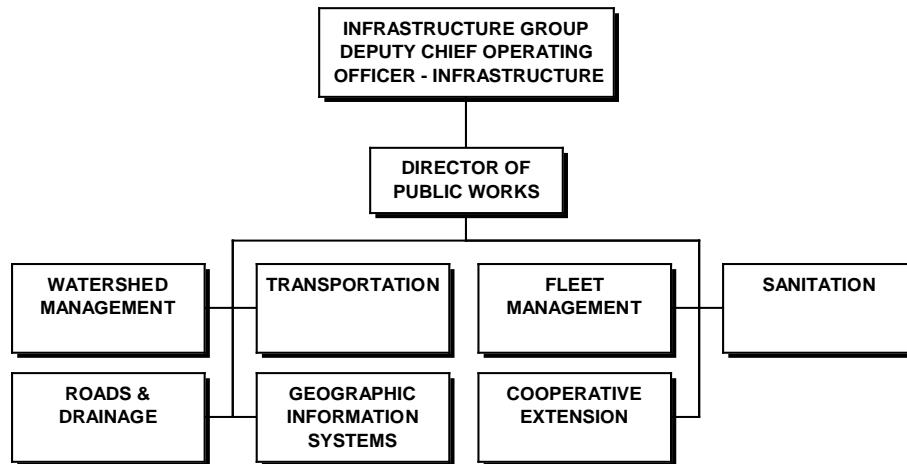 INFRASTRUCTURE GROUP
DEPUTY CHIEF OPERATING
OFFICER - INFRASTRUCTURE
DIRECTOR OF
PUBLIC WORKS
WATERSHED
MANAGEMENT
TRANSPORTATION
FLEET
MANAGEMENT
SANITATION
ROADS &
DRAINAGE
GEOGRAPHIC
INFORMATION
SYSTEMS
COOPERATIVE
EXTENSION